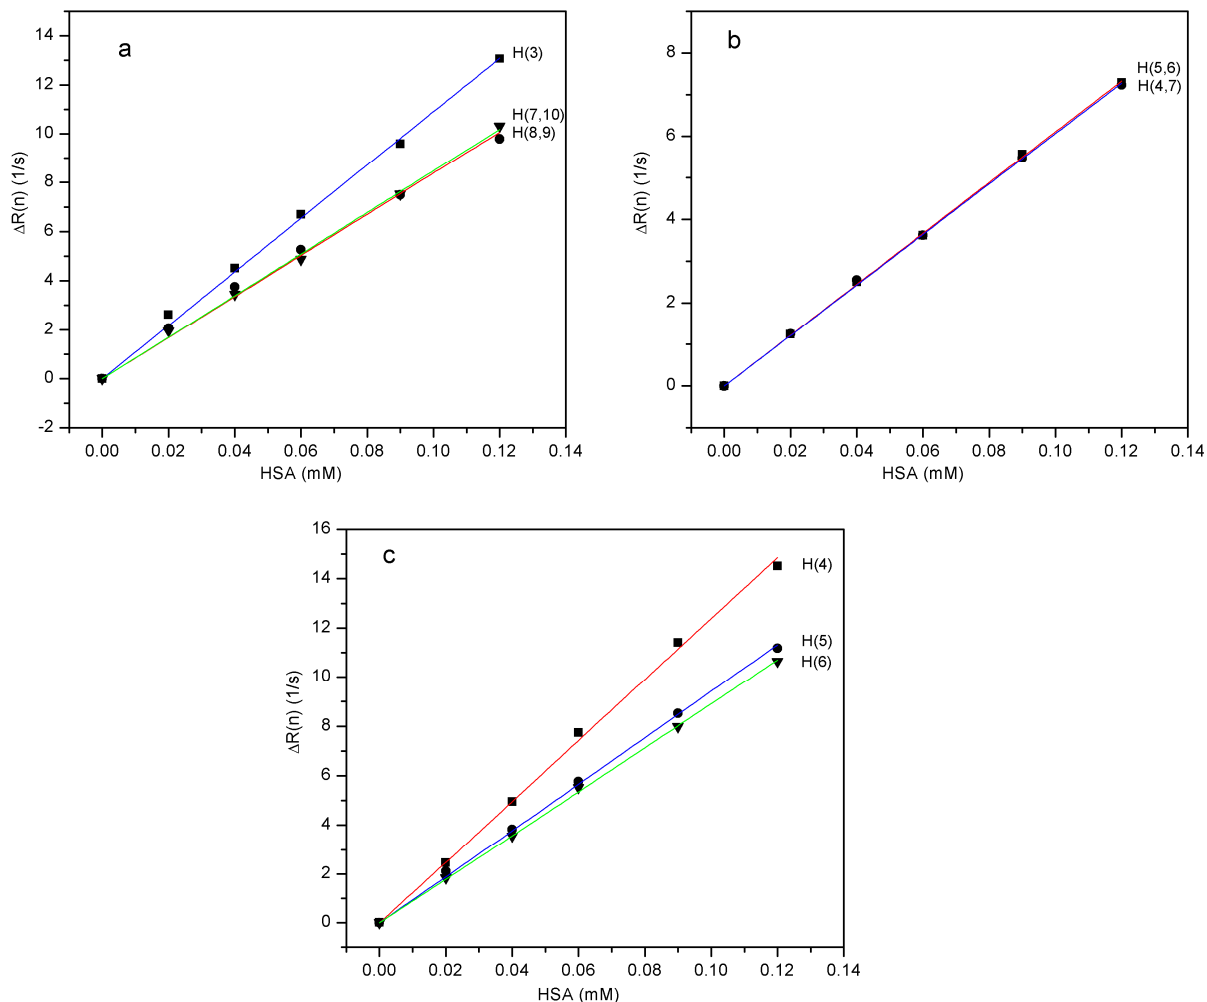 a
14
12
10
8
6
4
2
0
-2
ΔR(n) (1/s)
H(3)
H(7,10)
H(8,9)
0.00 0.02 0.04 0.06 0.08 0.10 0.12 0.14
HSA (mM)
b
8
6
4
2
0
ΔR(n) (1/s)
H(5,6)
H(4,7)
0.00 0.02 0.04 0.06 0.08 0.10 0.12 0.14
HSA (mM)
c
16
14
12
10
8
6
4
2
0
ΔR(n) (1/s)
H(4)
H(5)
H(6)
0.00 0.02 0.04 0.06 0.08 0.10 0.12 0.14
HSA (mM)